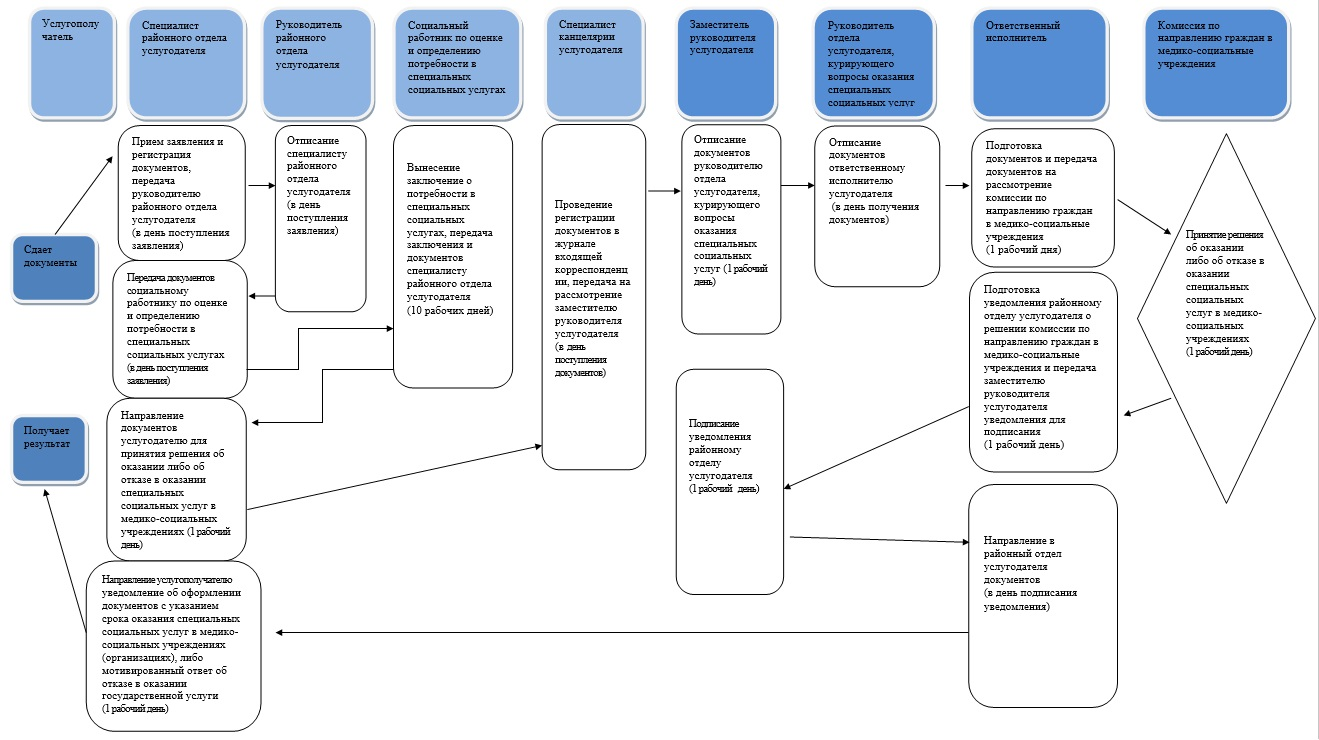 Услугополу
чатель
Специалист
районного отдела
услугодателя
Руководитель
районного
отдела
услугодателя
Социальный
работник по оценке
и определению
потребности в
специальных
социальных услугах
Специалист
канцелярии
услугодателя
Заместитель
руководителя
услугодателя
Руководитель
отдела
услугодателя,
курирующего
вопросы оказания
специальных
социальных услуг
Ответственный
исполнитель
Комиссия по
направлению граждан в
медико-социальные
учреждения
Сдает
документы
Прием заявления и
регистрация
документов,
передача
руководителю
районного отдела
услугодателя
(в день поступления
заявления)
Отписание
специалисту
районного
отдела
услугодателя
(в день
поступления
заявления)
Передача документов
социальному
работнику по оценке
и определению
потребности в
специальных
социальных услугах
(в день поступления
заявления)
Вынесение
заключение о
потребности в
специальных
социальных
услугах, передача
заключения и
документов
специалисту
районного отдела
услугодателя
(10 рабочих дней)
Направление
документов
услугодателю для
принятия решения об
оказании либо об
отказе в оказании
специальных
социальных услуг в
медико-социальных
учреждениях (1 рабочий
день)
Проведение
регистрации
документов в
журнале
входящей
корреспонденц
ии, передача на
рассмотрение
заместителю
руководителя
услугодателя
(в день
поступления
документов)
Отписание
документов
руководителю
отдела
услугодателя,
курирующего
вопросы
оказания
специальных
социальных
услуг (1 рабочий
день)
Отписание
документов
ответственному
исполнителю
услугодателя
(в день получения
документов)
Подготовка
документов и передача
документов на
рассмотрение
комиссии по
направлению граждан
в медико-социальные
учреждения
(1 рабочий дня)
Принятие решения
об оказании
либо об отказе в
оказании
специальных
социальных
услуг в медико-
социальных
учреждениях
(1 рабочий день)
Подготовка
уведомления районному
отделу услугодателя о
решении комиссии по
направлению граждан в
медико-социальные
учреждения и передача
заместителю
руководителя
услугодателя
уведомления для
подписания
(1 рабочий день)
Подписание
уведомления
районному
отделу
услугодателя
(1 рабочий день)
Направление в
районный отдел
услугодателя
документов
(в день подписания
уведомления)
Направление услугополучателю
уведомление об оформлении
документов с указанием
срока оказания специальных
социальных услуг в медико-
социальных учреждениях
(организациях), либо
мотивированный ответ об
отказе в оказании
государственной услуги
(1 рабочий день)
Получает
результат